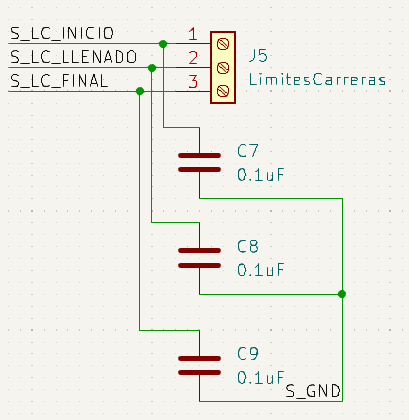 S_LC_INICIO 1
S_LC_LLENADO 2 J5
S_LC_FINAL 3 LimitesCarreras
C7
0.1uF
C8
0.1uF
C9
0.1uF
S_GND